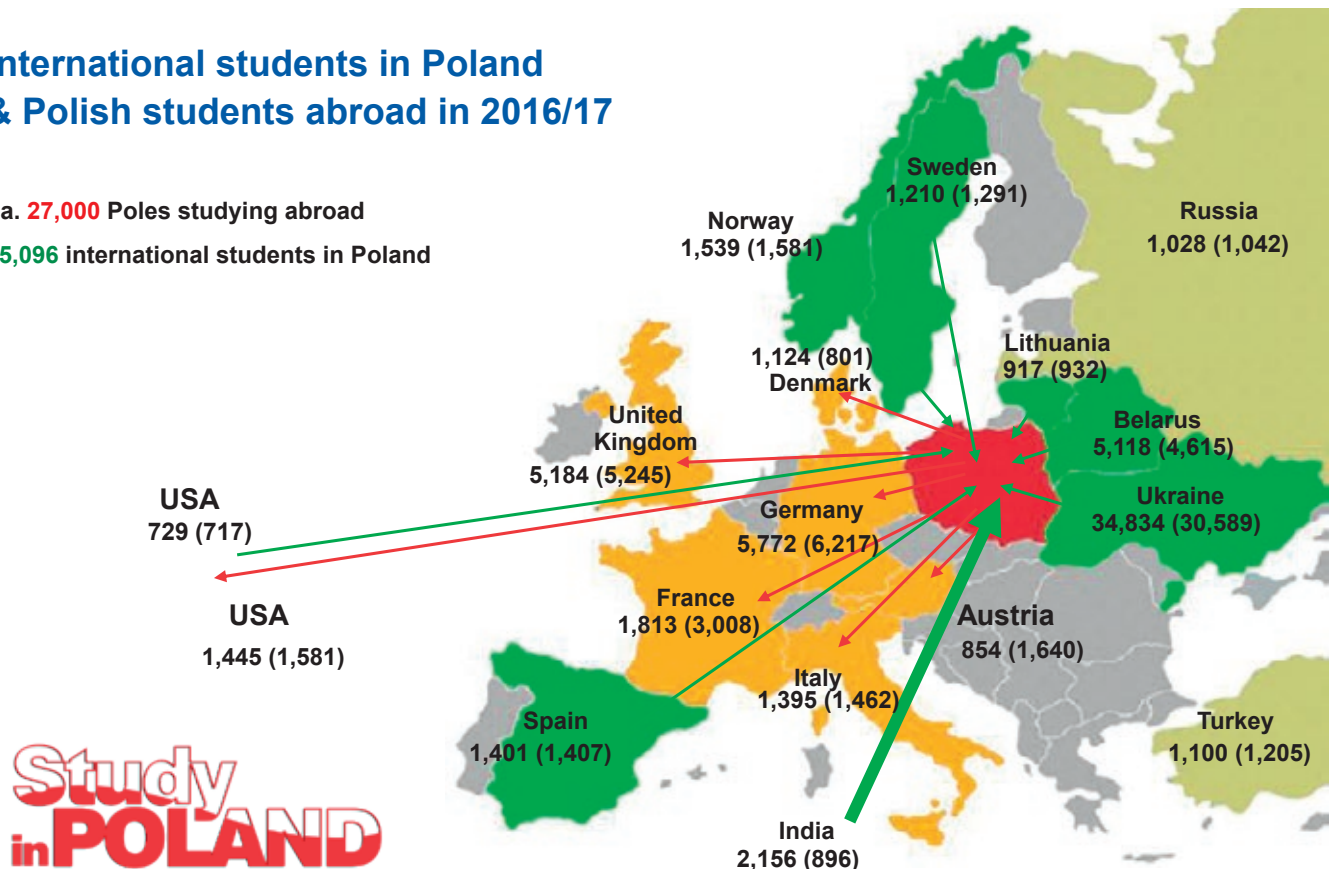 nternational students in Poland
& Polish students abroad in 2016/17
a. 27,000 Poles studying abroad
5,096 international students in Poland
Sweden
1,210 (1,291)
Norway
1,539 (1,581)
Russia
1,028 (1,042)
1,124 (801)
Denmark
Lithuania
917 (932)
United
Kingdom
5,184 (5,245)
Belarus
5,118 (4,615)
USA
729 (717)
Germany
5,772 (6,217)
Ukraine
34,834 (30,589)
USA
1,445 (1,581)
France
1,813 (3,008)
Austria
854 (1,640)
Italy
1,395 (1,462)
Spain
1,401 (1,407)
Turkey
1,100 (1,205)
India
2,156 (896)
Study
in POLAND